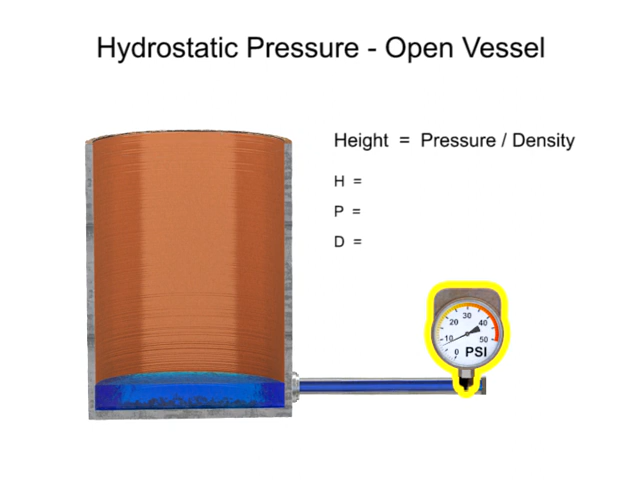 Hydrostatic Pressure - Open Vessel
Height = Pressure / Density
H =
P =
D =
30
20
40
10
50
0
PSI